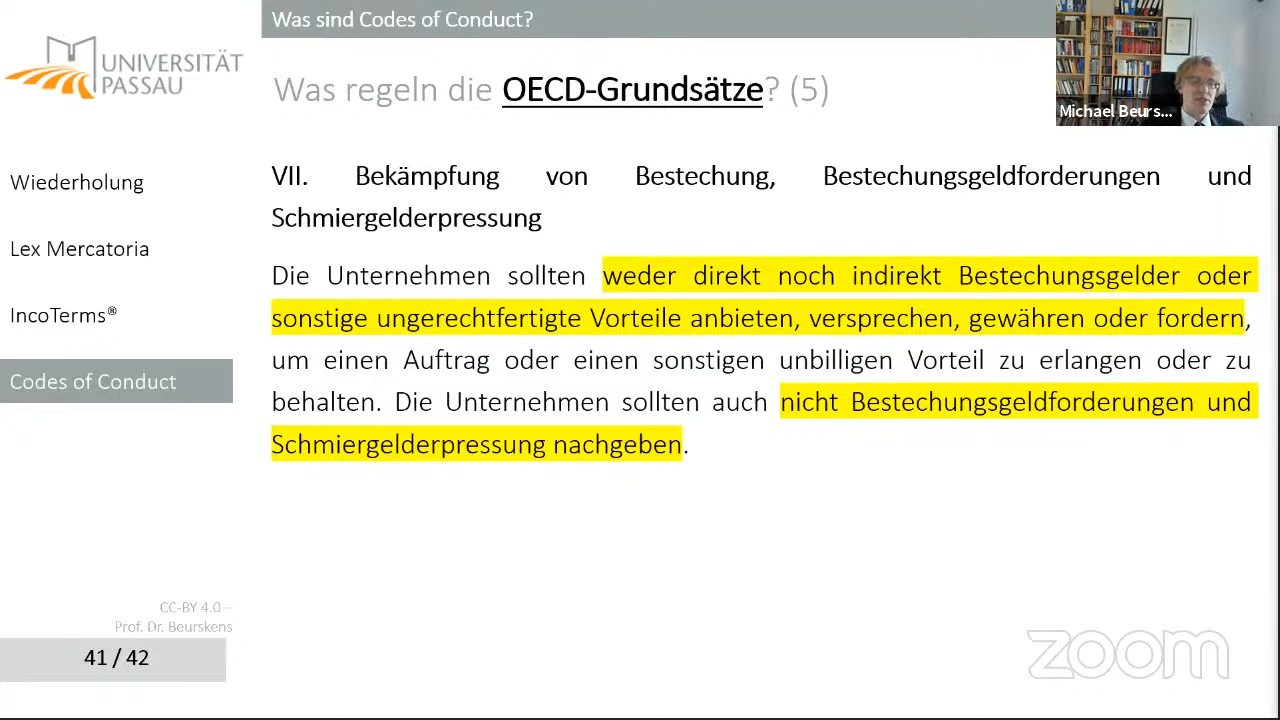 Was sind Codes of Conduct?
UNIVERSITÄT
PASSAU
Was regeln die OECD-Grundsätze? (5)
Michael Beurs...
Wiederholung
Lex Mercatoria
IncoTerms®
Codes of Conduct
VII. Bekämpfung von Bestechung, Bestechungsgeldforderungen und
Schmiergelderpressung
Die Unternehmen sollten weder direkt noch indirekt Bestechungsgelder oder
sonstige ungerechtfertigte Vorteile anbieten, versprechen, gewähren oder fordern,
um einen Auftrag oder einen sonstigen unbilligen Vorteil zu erlangen oder zu
behalten. Die Unternehmen sollten auch nicht Bestechungsgeldforderungen und
Schmiergelderpressung nachgeben.
CC-BY 4.0 –
Prof. Dr. Beurskens
41 / 42
zoom